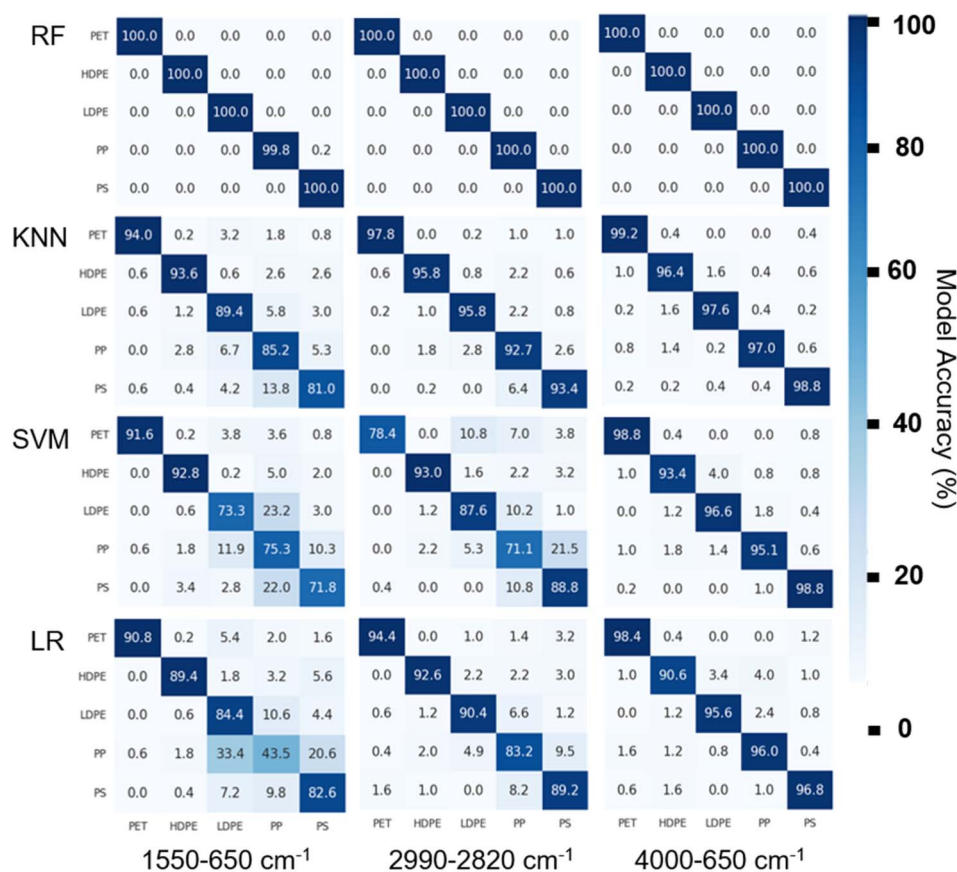 RF PET 100.0 0.0 0.0 0.0 0.0 100.0 0.0 0.0 0.0 0.0 100.0 0.0 0.0 0.0 0.0 100
HDPE 0.0 100.0 0.0 0.0 0.0 0.0 100.0 0.0 0.0 0.0 0.0 100.0 0.0 0.0 0.0
LDPE 0.0 0.0 100.0 0.0 0.0 0.0 0.0 100.0 0.0 0.0 0.0 0.0 100.0 0.0 0.0
PP 0.0 0.0 0.0 99.8 0.2 0.0 0.0 0.0 100.0 0.0 0.0 0.0 0.0 100.0 0.0 80
PS 0.0 0.0 0.0 0.0 100.0 0.0 0.0 0.0 0.0 100.0 0.0 0.0 0.0 0.0 100.0
KNN PET 94.0 0.2 3.2 1.8 0.8 97.8 0.0 0.2 1.0 1.0 99.2 0.4 0.0 0.0 0.4
HDPE 0.6 93.6 0.6 2.6 2.6 0.6 95.8 0.8 2.2 0.6 1.0 96.4 1.6 0.4 0.6 60
LDPE 0.6 1.2 89.4 5.8 3.0 0.2 1.0 95.8 2.2 0.8 0.2 1.6 97.6 0.4 0.2
PP 0.0 2.8 6.7 85.2 5.3 0.0 1.8 2.8 92.7 2.6 0.8 1.4 0.2 97.0 0.6
PS 0.6 0.4 4.2 13.8 81.0 0.0 0.2 0.0 6.4 93.4 0.2 0.2 0.4 0.4 98.8
Model Accuracy (%)
SVM PET 91.6 0.2 3.8 3.6 0.8 78.4 0.0 10.8 7.0 3.8 98.8 0.4 0.0 0.0 0.8 40
HDPE 0.0 92.8 0.2 5.0 2.0 0.0 93.0 1.6 2.2 3.2 1.0 93.4 4.0 0.8 0.8
LDPE 0.0 0.6 73.3 23.2 3.0 0.0 1.2 87.6 10.2 1.0 0.0 1.2 96.6 1.8 0.4
PP 0.6 1.8 11.9 75.3 10.3 0.0 2.2 5.3 71.1 21.5 1.0 1.8 1.4 95.1 0.6
PS 0.0 3.4 2.8 22.0 71.8 0.4 0.0 0.0 10.8 88.8 0.2 0.0 0.0 1.0 98.8 20
LR PET 90.8 0.2 5.4 2.0 1.6 94.4 0.0 1.0 1.4 3.2 98.4 0.4 0.0 0.0 1.2
HDPE 0.0 89.4 1.8 3.2 5.6 0.0 92.6 2.2 2.2 3.0 1.0 90.6 3.4 4.0 1.0
LDPE 0.0 0.6 84.4 10.6 4.4 0.6 1.2 90.4 6.6 1.2 0.0 1.2 95.6 2.4 0.8 0
PP 0.6 1.8 33.4 43.5 20.6 0.4 2.0 4.9 83.2 9.5 1.6 1.2 0.8 96.0 0.4
PS 0.0 0.4 7.2 9.8 82.6 1.6 1.0 0.0 8.2 89.2 0.6 1.6 0.0 1.0 96.8
PET HDPE LDPE PP PS PET HDPE LDPE PP PS PET HDPE LDPE PP PS
1550-650 cm⁻¹ 2990-2820 cm⁻¹ 4000-650 cm⁻¹